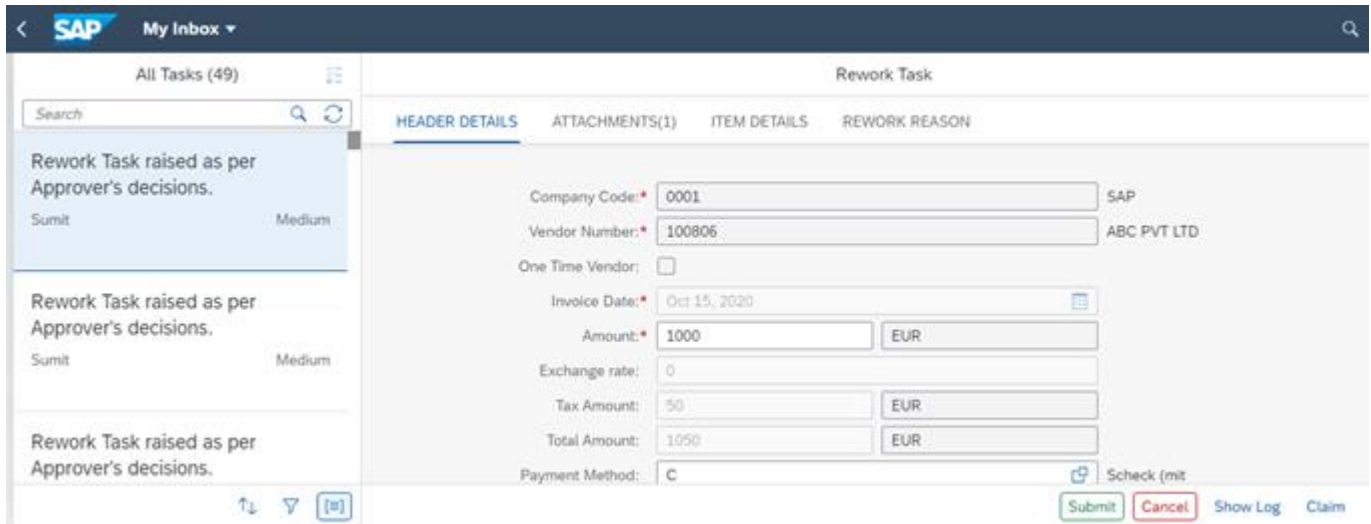 SAP My Inbox
All Tasks (49)
Search
Rework Task raised as per
Approver's decisions.
Sumit Medium
Rework Task raised as per
Approver's decisions.
Sumit Medium
Rework Task raised as per
Approver's decisions.
Rework Task
HEADER DETAILS ATTACHMENTS(1) ITEM DETAILS REWORK REASON
Company Code:* 0001 SAP
Vendor Number:* 100806 ABC PVT LTD
One Time Vendor:
Invoice Date:* Oct 15, 2020
Amount:* 1000 EUR
Exchange rate: 0
Tax Amount: 50 EUR
Total Amount: 1050 EUR
Payment Method: C Scheck (mit
Submit Cancel Show Log Claim